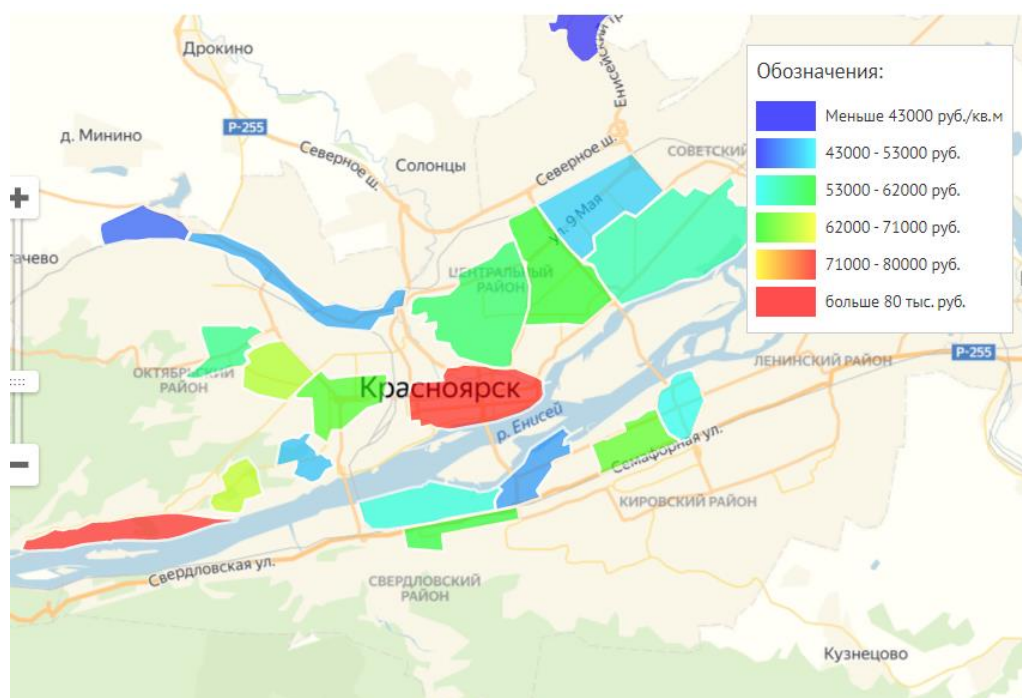 Дрокино
д. Минино
Р-255
Северное ш.
Солонцы
Северное ш.
Енисейский
СОВЕТСКИЙ
ул. 9 Мая
ЦЕНТРАЛЬНЫЙ
РАЙОН
ОКТЯБРЬСКИЙ
РАЙОН
Красноярск
р. Енисей
ЛЕНИНСКИЙ РАЙОН
Р-255
Семафорная ул.
КИРОВСКИЙ РАЙОН
Свердловская ул.
СВЕРДЛОВСКИЙ
РАЙОН
Кузнецово
Обозначения:
Меньше 43000 руб./кв.м
43000 - 53000 руб.
53000 - 62000 руб.
62000 - 71000 руб.
71000 - 80000 руб.
больше 80 тыс. руб.